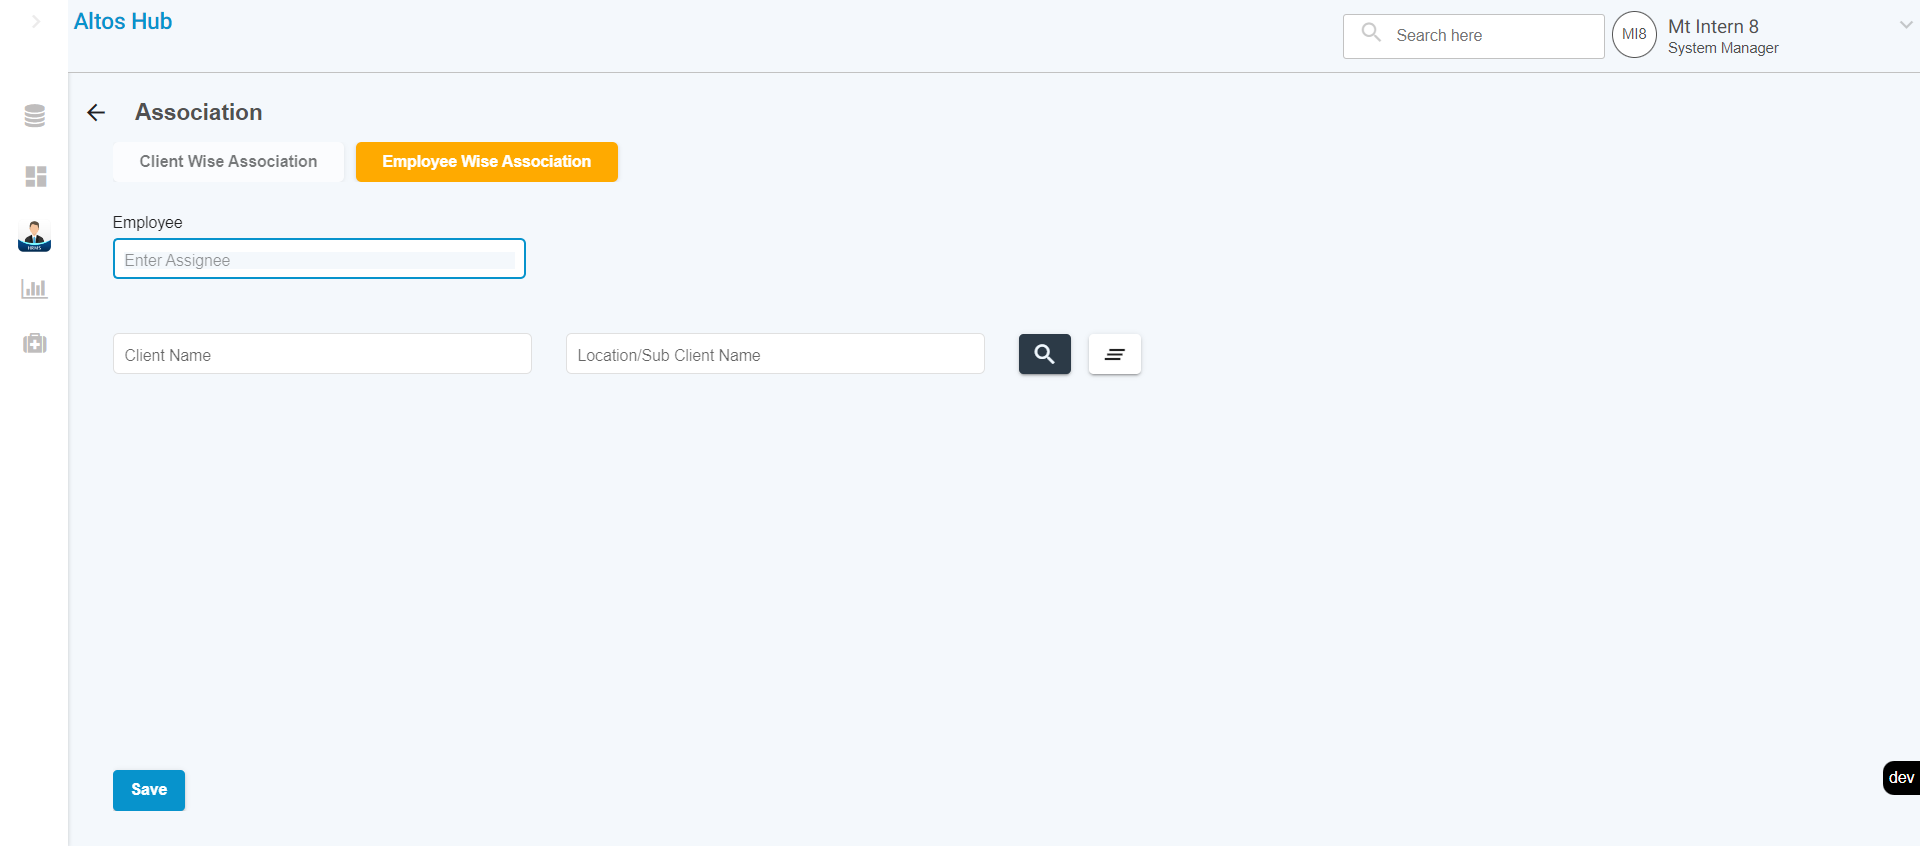 Altos Hub
Search here
MI8
Mt Intern 8
System Manager
Association
Client Wise Association
Employee Wise Association
Employee
Enter Assignee
Client Name
Location/Sub Client Name
HRMS
Save
dev